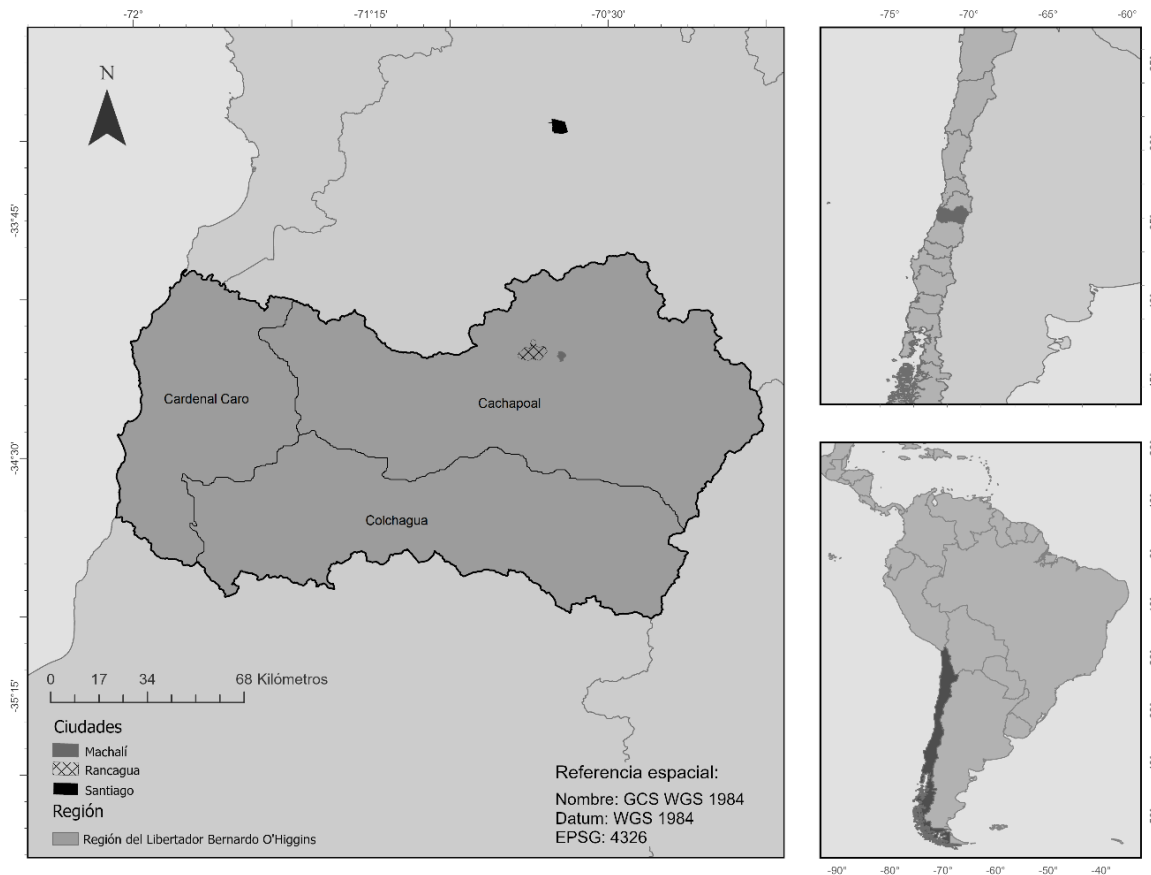 -72°
-71°15'
-70°30'
-75°
-70°
-65°
-60°
N
-33°45'
Cardenal Caro
Cachapoal
-34°30'
Colchagua
-35°15'
0 17 34 68 Kilómetros
Ciudades
Machalí
Rancagua
Santiago
Región
Región del Libertador Bernardo O'Higgins
Referencia espacial:
Nombre: GCS WGS 1984
Datum: WGS 1984
EPSG: 4326
-90°
-80°
-70°
-60°
-50°
-40°